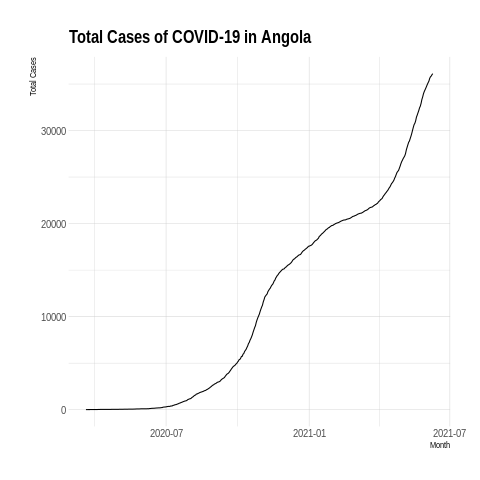 Total Cases of COVID-19 in Angola
Total Cases
30000
20000
10000
0
2020-07
2021-01
2021-07
Month